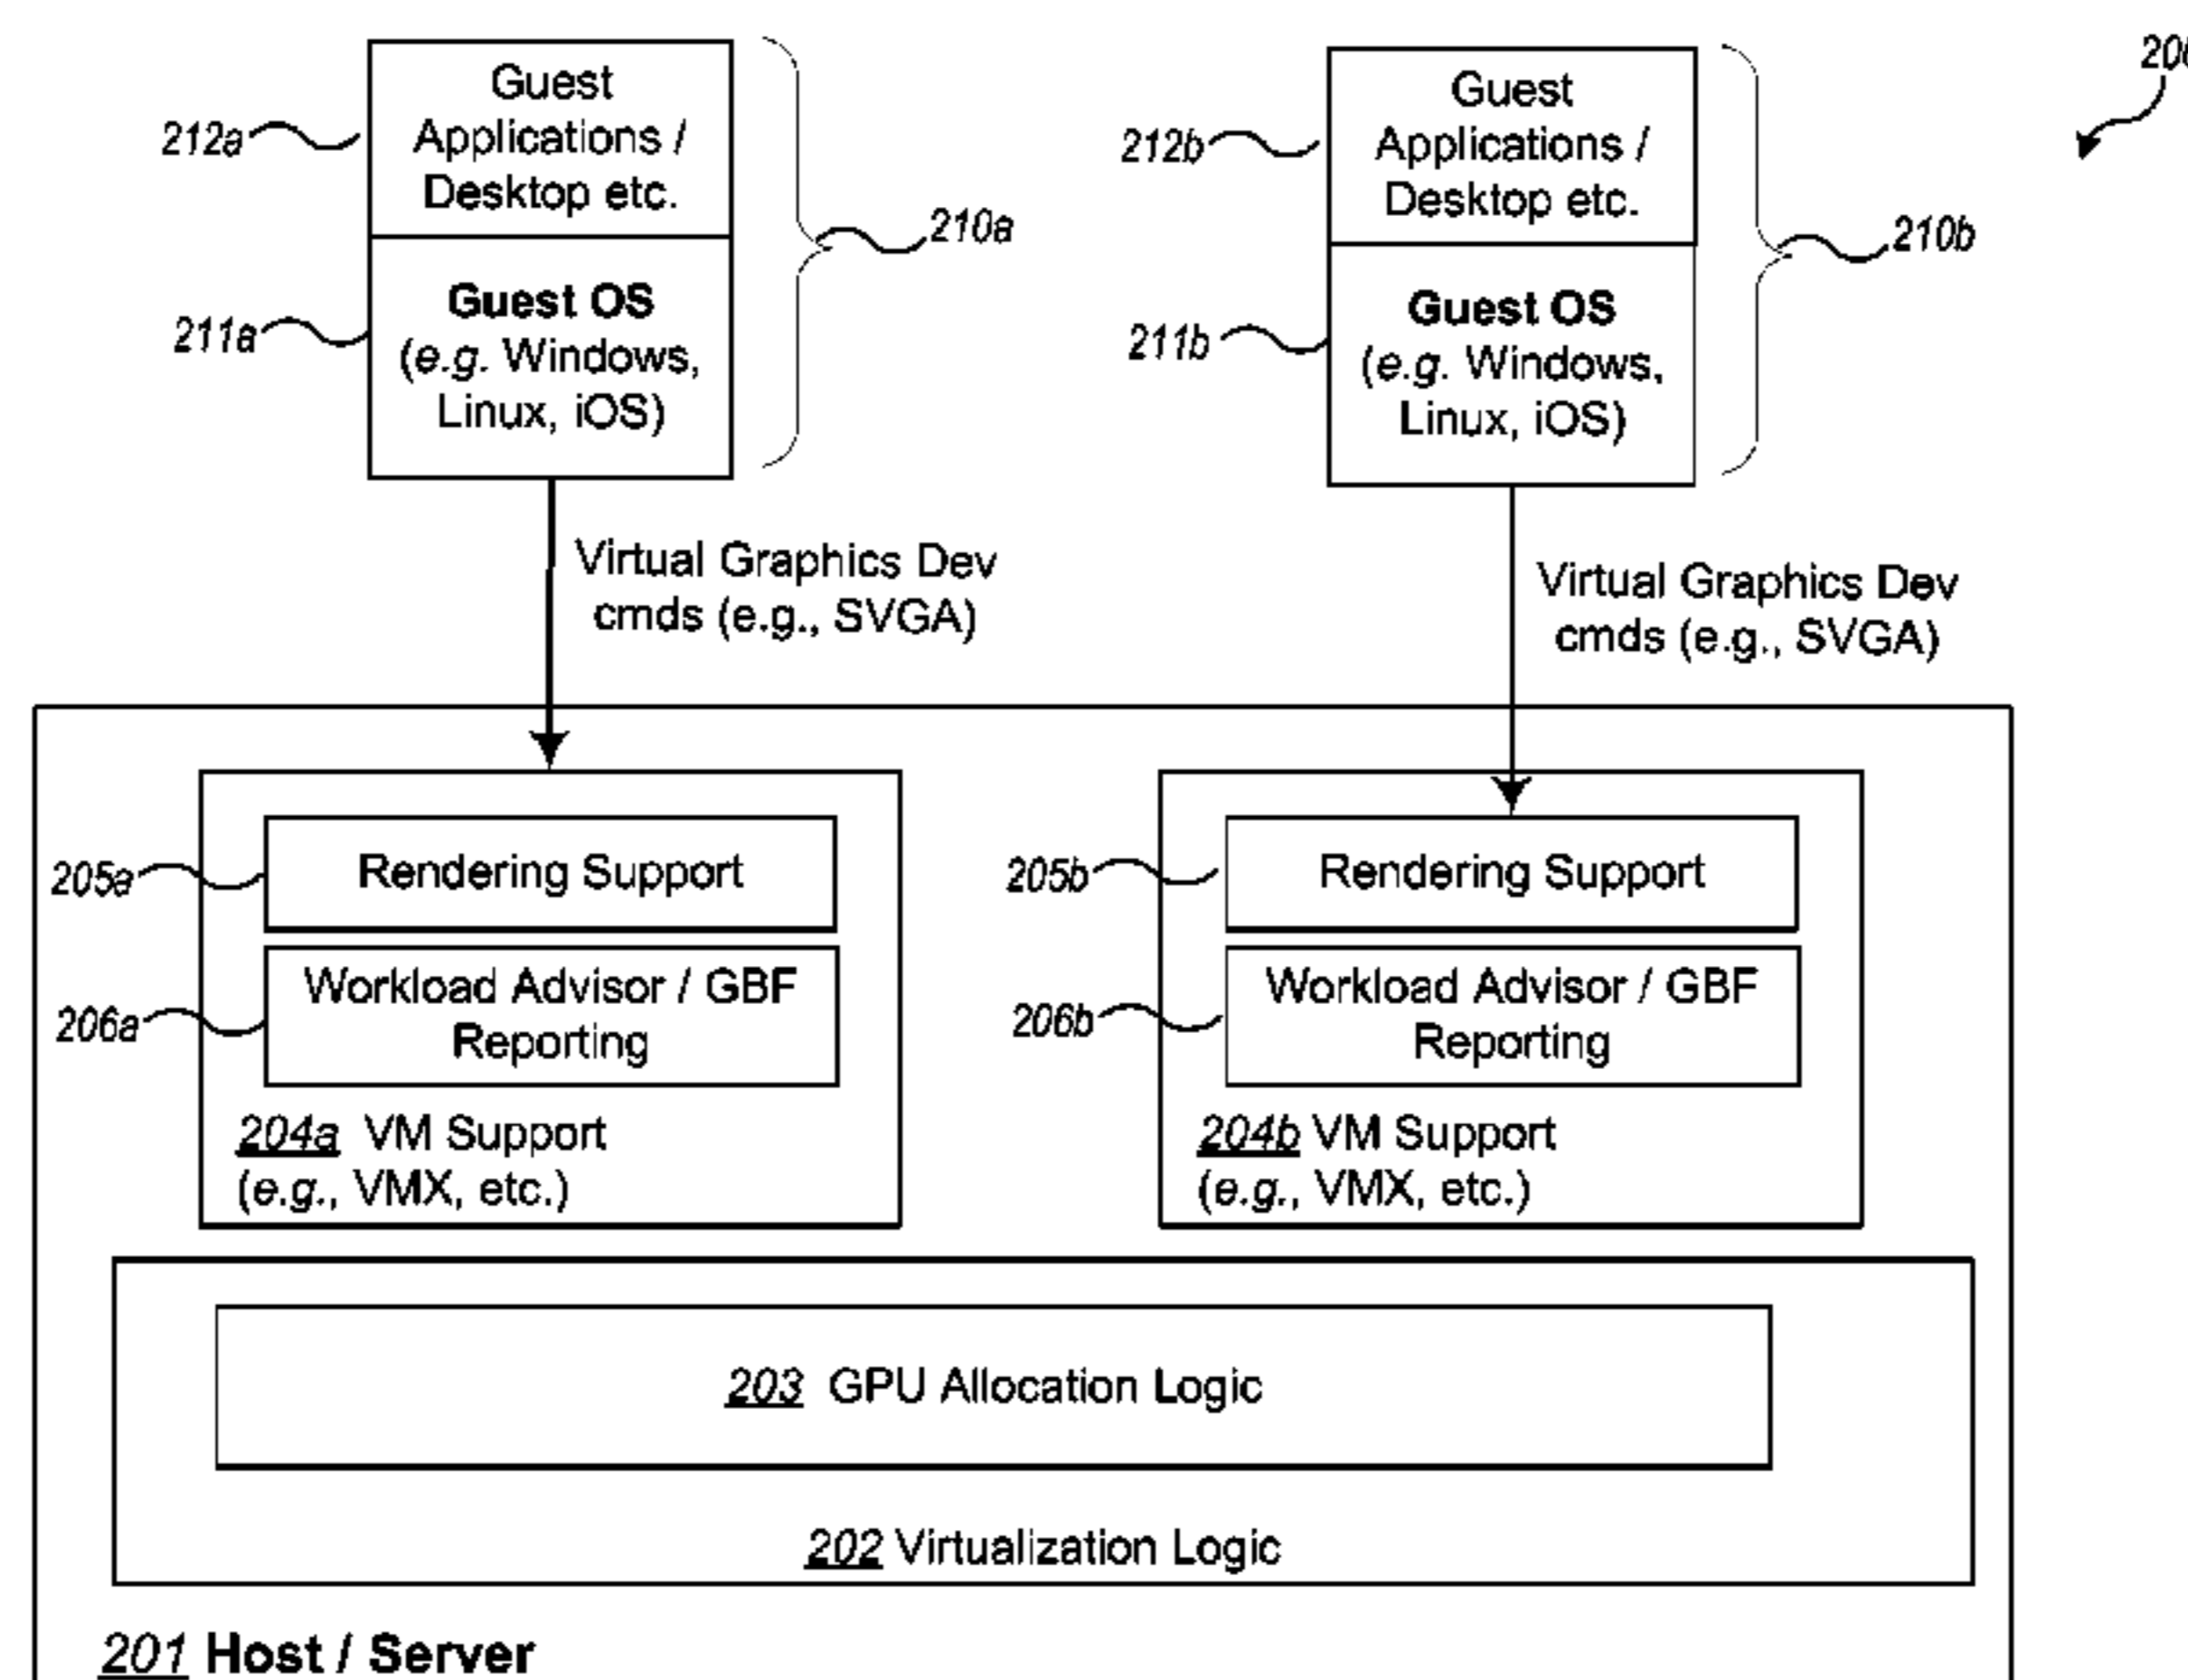 200
Guest
Applications /
Desktop etc.
212a
210a
Guest OS
(e.g. Windows,
Linux, iOS)
211a
Guest
Applications /
Desktop etc.
212b
210b
Guest OS
(e.g. Windows,
Linux, iOS)
211b
Virtual Graphics Dev
cmds (e.g., SVGA)
Virtual Graphics Dev
cmds (e.g., SVGA)
205a
Rendering Support
206a
Workload Advisor / GBF
Reporting
204a VM Support
(e.g., VMX, etc.)
205b
Rendering Support
206b
Workload Advisor / GBF
Reporting
204b VM Support
(e.g., VMX, etc.)
203 GPU Allocation Logic
202 Virtualization Logic
201 Host / Server